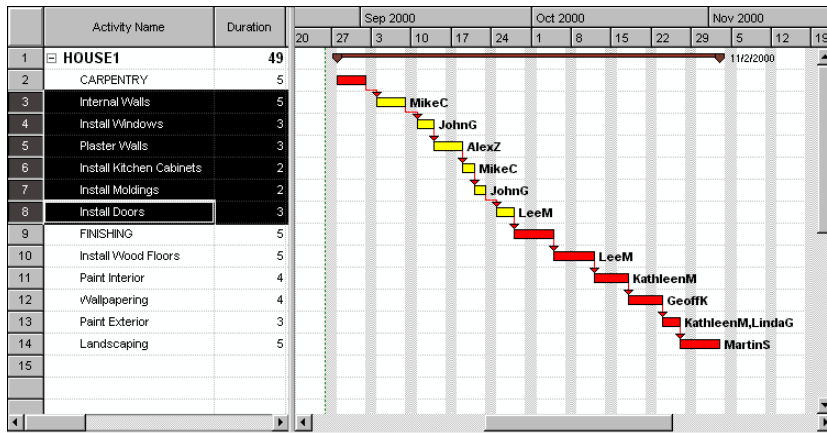 Activity Name Duration Sep 2000 Oct 2000 Nov 2000
20 27 3 10 17 24 1 8 15 22 29 5 12 19
1 HOUSE1 49 11/2/2000
2 CARPENTRY 5
3 Internal Walls 5 MikeC
4 Install Windows 3 JohnG
5 Plaster Walls 3 AlexZ
6 Install Kitchen Cabinets 2 MikeC
7 Install Moldings 2 JohnG
8 Install Doors 3 LeeM
9 FINISHING 5
10 Install Wood Floors 5 LeeM
11 Paint Interior 4 KathleenM
12 Wallpapering 4 GeoffK
13 Paint Exterior 3 KathleenM,LindaG
14 Landscaping 5 MartinS
15